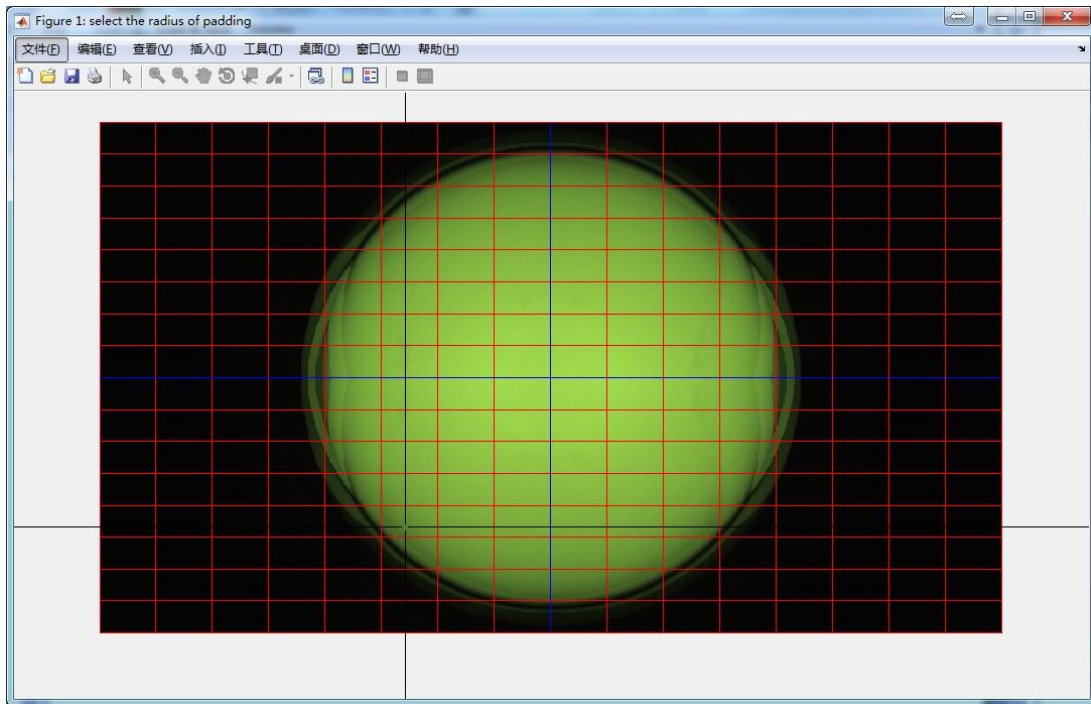 Figure 1: select the radius of padding
文件(F) 编辑(E) 查看(V) 插入(I) 工具(T) 桌面(D) 窗口(W) 帮助(H)